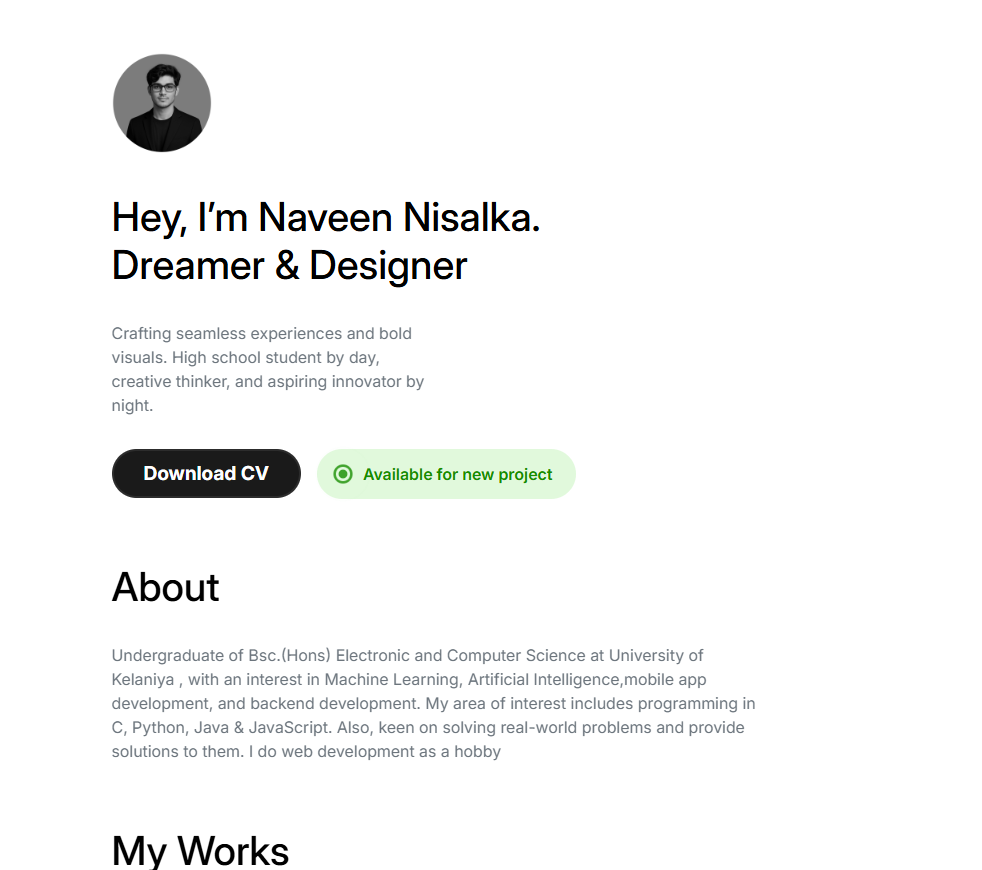 Hey, I’m Naveen Nisalka.
Dreamer & Designer
Crafting seamless experiences and bold
visuals. High school student by day,
creative thinker, and aspiring innovator by
night.
Download CV
Available for new project
About
Undergraduate of Bsc.(Hons) Electronic and Computer Science at University of
Kelaniya , with an interest in Machine Learning, Artificial Intelligence,mobile app
development, and backend development. My area of interest includes programming in
C, Python, Java & JavaScript. Also, keen on solving real-world problems and provide
solutions to them. I do web development as a hobby
My Works